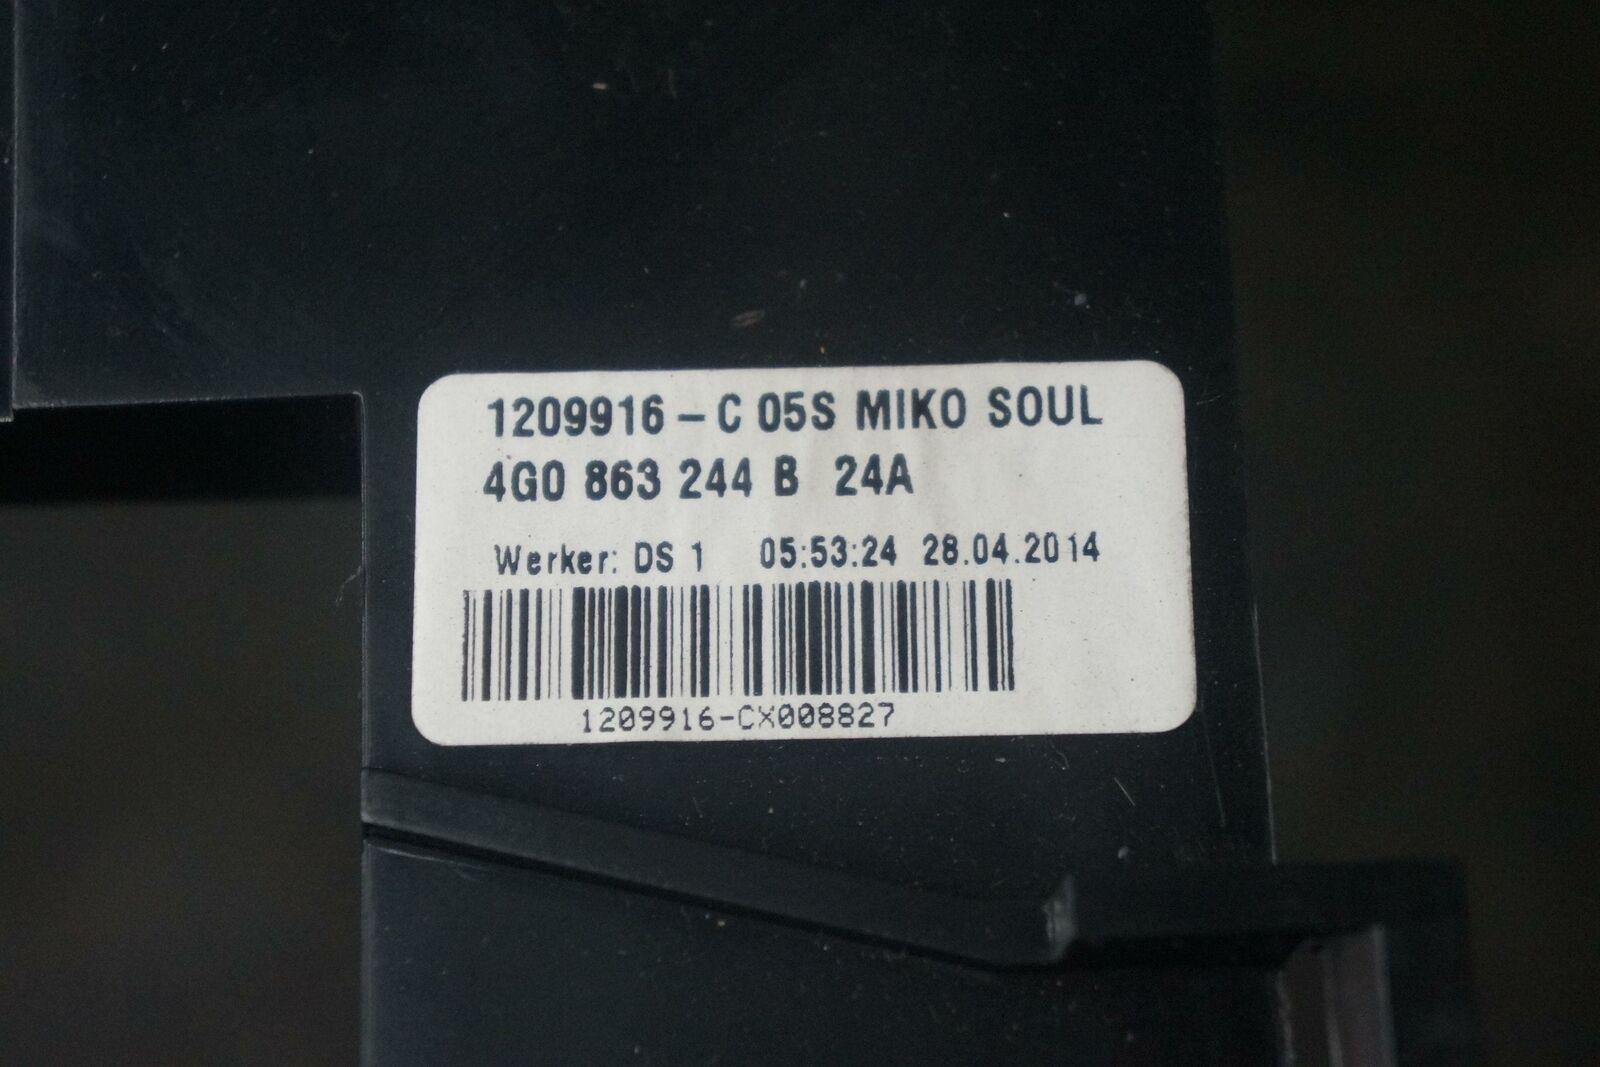 1209916-C 05S MIKO SOUL
4G0 863 244 B 24A
Werker: DS 1 05:53:24 28.04.2014
1209916-CX008827